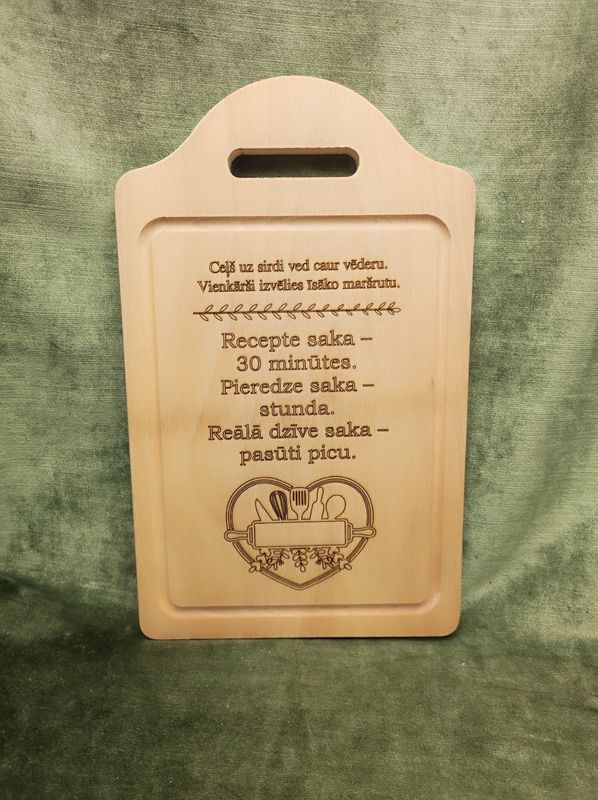 Ceļš uz sirdi ved caur vēderu.
Vienkārši izvēlies īsāko maršrutu.
Recepte saka –
30 minūtes.
Pieredze saka –
stunda.
Reālā dzīve saka –
pasūti picu.